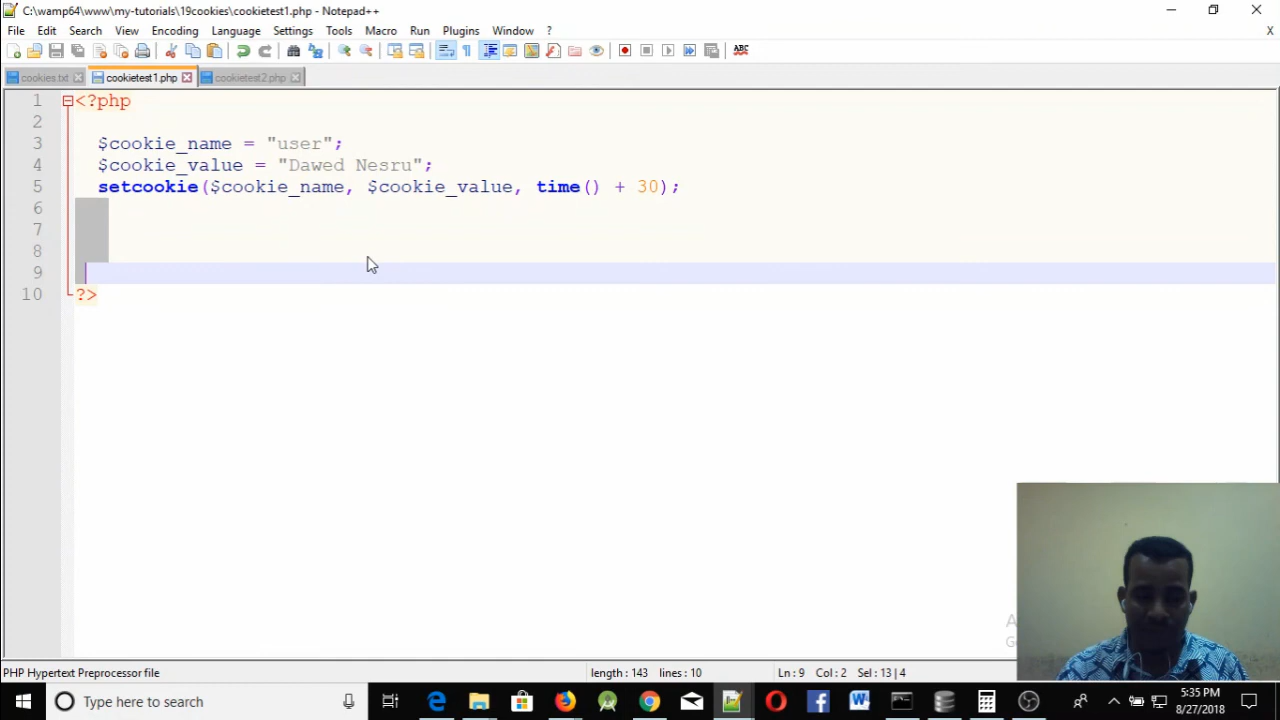 C:\wamp64\www\my-tutorials\19cookies\cookietest1.php - Notepad++
File Edit Search View Encoding Language Settings Tools Macro Run Plugins Window ? X
ABC
cookies.txt cookietest1.php cookietest2.php
1 <?php
2
3 $cookie_name = "user";
4 $cookie_value = "Dawed Nesru";
5 setcookie($cookie_name, $cookie_value, time() + 30);
6
7
8
9
10 ?>
PHP Hypertext Preprocessor file length : 143 lines : 10 Ln : 9 Col : 2 Sel : 13 | 4
Type here to search 5:35 PM
8/27/2018